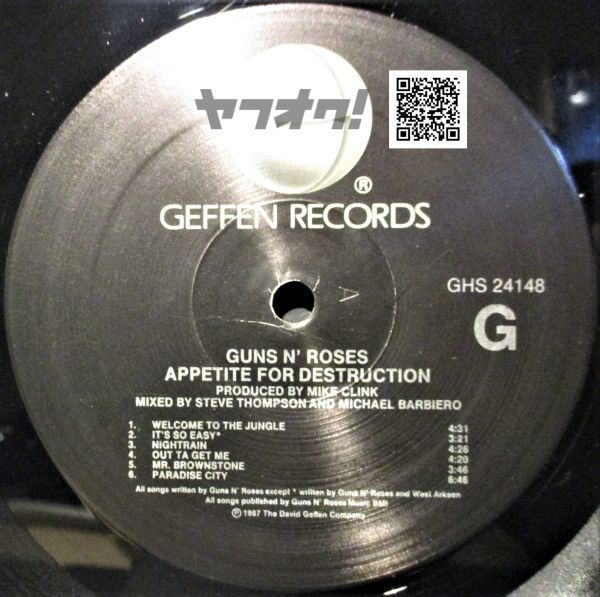 ヤフオク!
®
GEFFEN RECORDS
A
GHS 24148
G
GUNS N' ROSES
APPETITE FOR DESTRUCTION
PRODUCED BY MIKE CLINK
MIXED BY STEVE THOMPSON AND MICHAEL BARBIERO
1. WELCOME TO THE JUNGLE 4:31
2. IT'S SO EASY* 3:21
3. NIGHTRAIN 4:26
4. OUT TA GET ME 4:20
5. MR. BROWNSTONE 3:46
6. PARADISE CITY 6:46
All songs written by Guns N' Roses except * written by Guns N' Roses and West Arkeen
All songs published by Guns N' Roses Music BMI
℗ 1987 The David Geffen Company